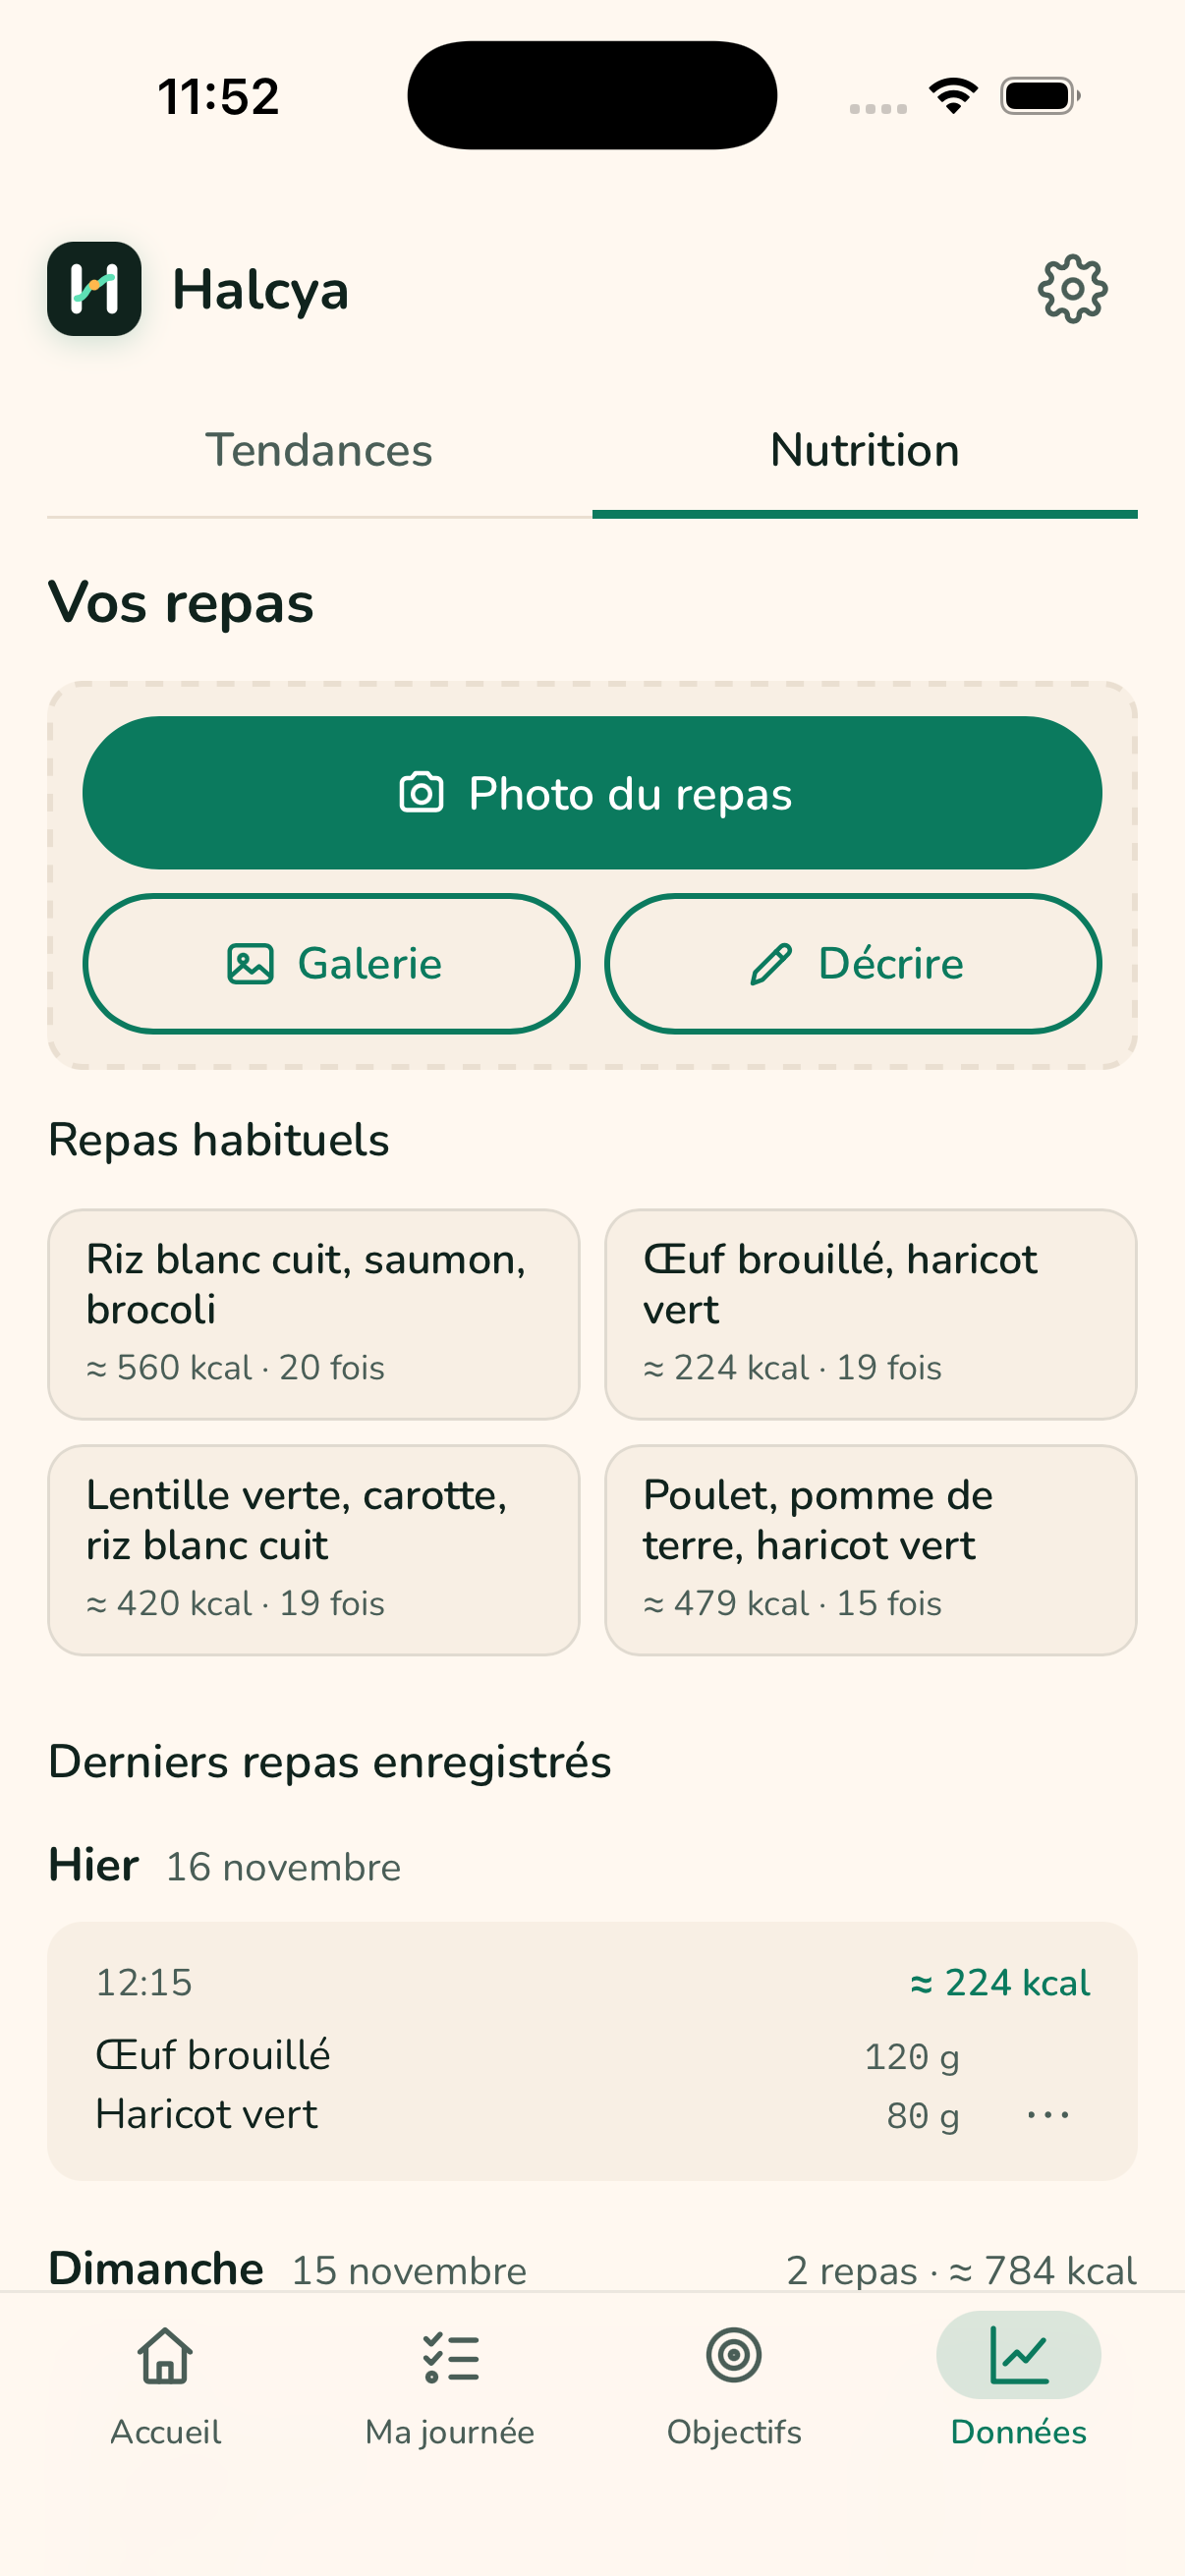 11:52
Halcya
Tendances
Nutrition
Vos repas
Photo du repas
Galerie
Décrire
Repas habituels
Riz blanc cuit, saumon,
brocoli
≈ 560 kcal · 20 fois
Œuf brouillé, haricot
vert
≈ 224 kcal · 19 fois
Lentille verte, carotte,
riz blanc cuit
≈ 420 kcal · 19 fois
Poulet, pomme de
terre, haricot vert
≈ 479 kcal · 15 fois
Derniers repas enregistrés
Hier 16 novembre
12:15 ≈ 224 kcal
Œuf brouillé 120 g
Haricot vert 80 g
Dimanche 15 novembre 2 repas · ≈ 784 kcal
Accueil
Ma journée
Objectifs
Données